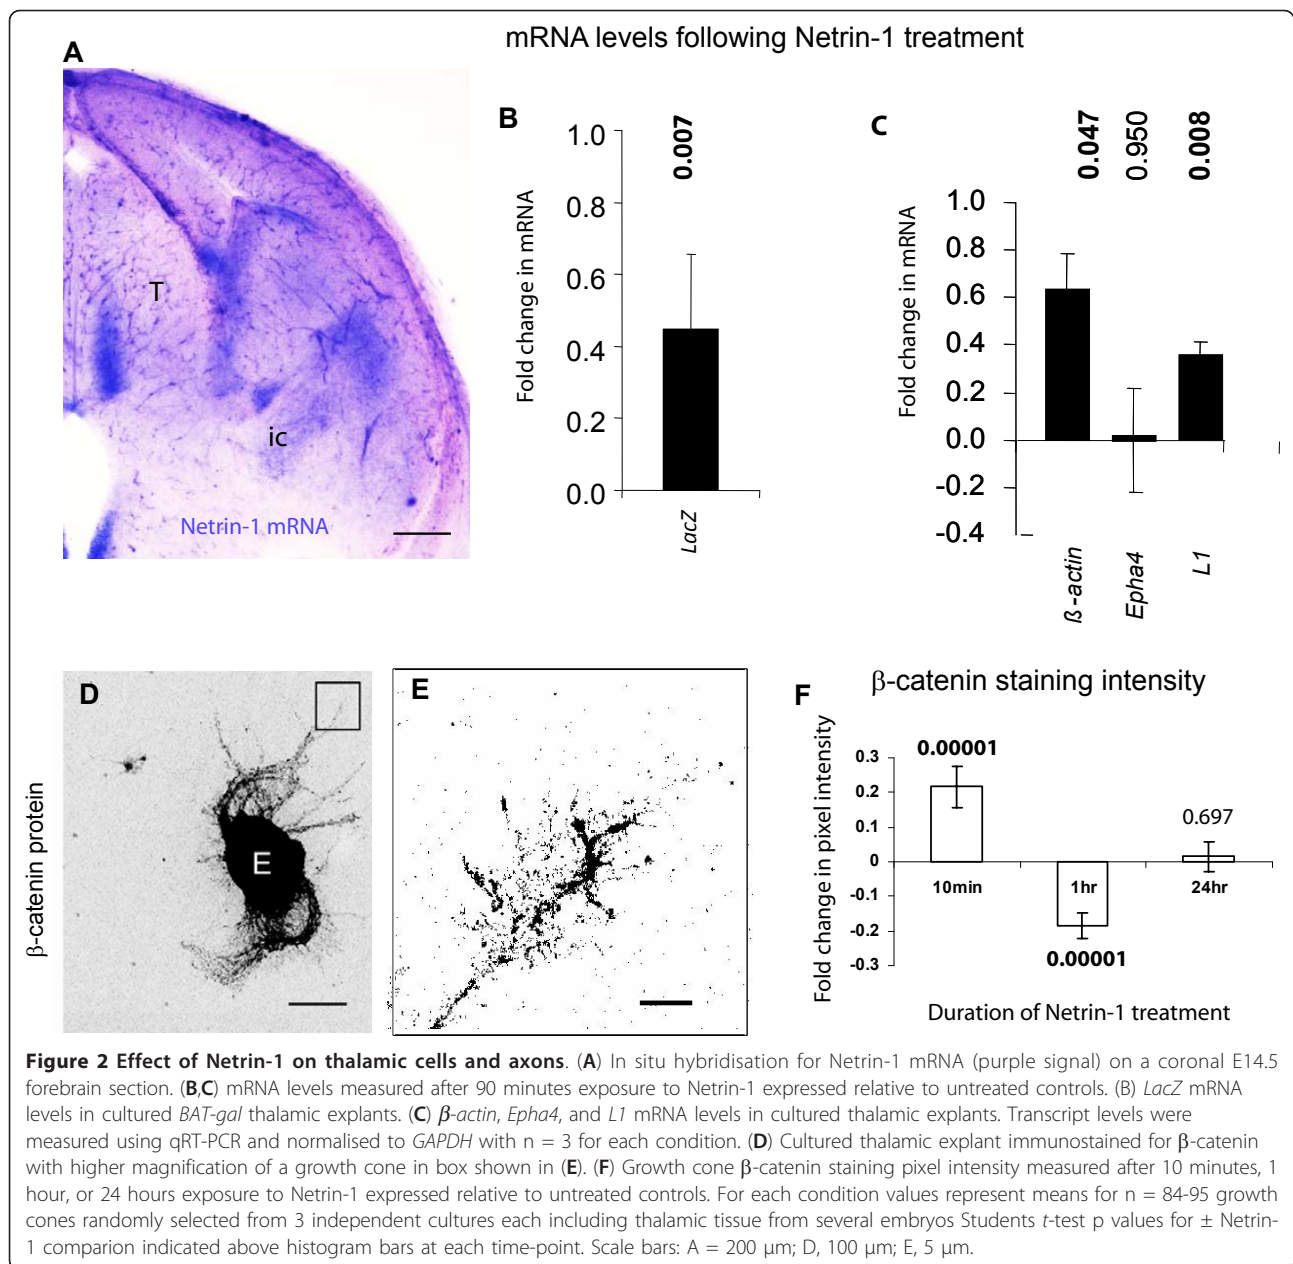 mRNA levels following Netrin-1 treatment
A
T
ic
Netrin-1 mRNA
B
Fold change in mRNA
1.0
0.8
0.6
0.4
0.2
0.0
0.007
LacZ
C
Fold change in mRNA
0.047
0.950
0.008
1.0
0.8
0.6
0.4
0.2
0.0
-0.2
-0.4
ß-actin
Epha4
L1
β-catenin protein
D
E
E
F
β-catenin staining intensity
Fold change in pixel intensity
0.3
0.2
0.1
0
-0.1
-0.2
-0.3
0.00001
0.697
10min
1hr
24hr
0.00001
Duration of Netrin-1 treatment
Figure 2 Effect of Netrin-1 on thalamic cells and axons. (A) In situ hybridisation for Netrin-1 mRNA (purple signal) on a coronal E14.5
forebrain section. (B,C) mRNA levels measured after 90 minutes exposure to Netrin-1 expressed relative to untreated controls. (B) LacZ mRNA
levels in cultured BAT-gal thalamic explants. (C) β-actin, Epha4, and L1 mRNA levels in cultured thalamic explants. Transcript levels were
measured using qRT-PCR and normalised to GAPDH with n = 3 for each condition. (D) Cultured thalamic explant immunostained for β-catenin
with higher magnification of a growth cone in box shown in (E). (F) Growth cone β-catenin staining pixel intensity measured after 10 minutes, 1
hour, or 24 hours exposure to Netrin-1 expressed relative to untreated controls. For each condition values represent means for n = 84-95 growth
cones randomly selected from 3 independent cultures each including thalamic tissue from several embryos Students t-test p values for ± Netrin-
1 comparion indicated above histogram bars at each time-point. Scale bars: A = 200 μm; D, 100 μm; E, 5 μm.